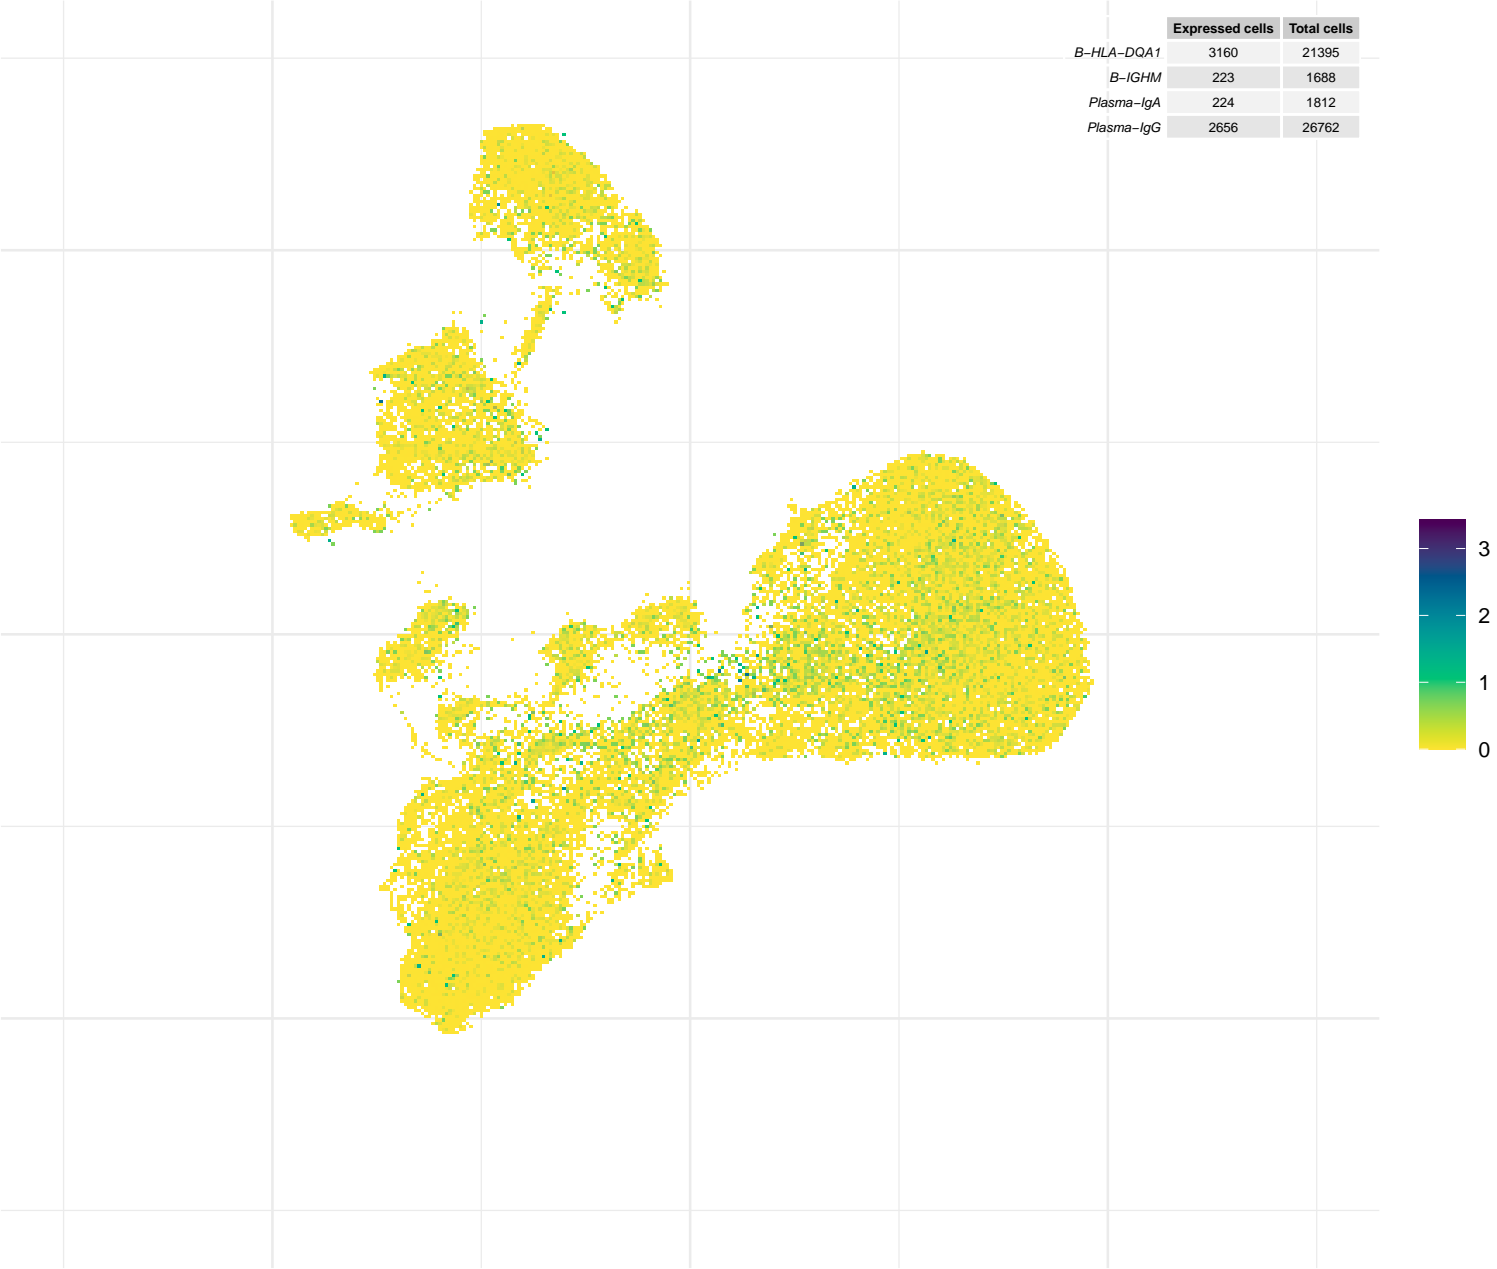 Expressed cells Total cells
B−HLA−DQA1 3160 21395
B−IGHM 223 1688
Plasma−IgA 224 1812
Plasma−IgG 2656 26762
3
2
1
0